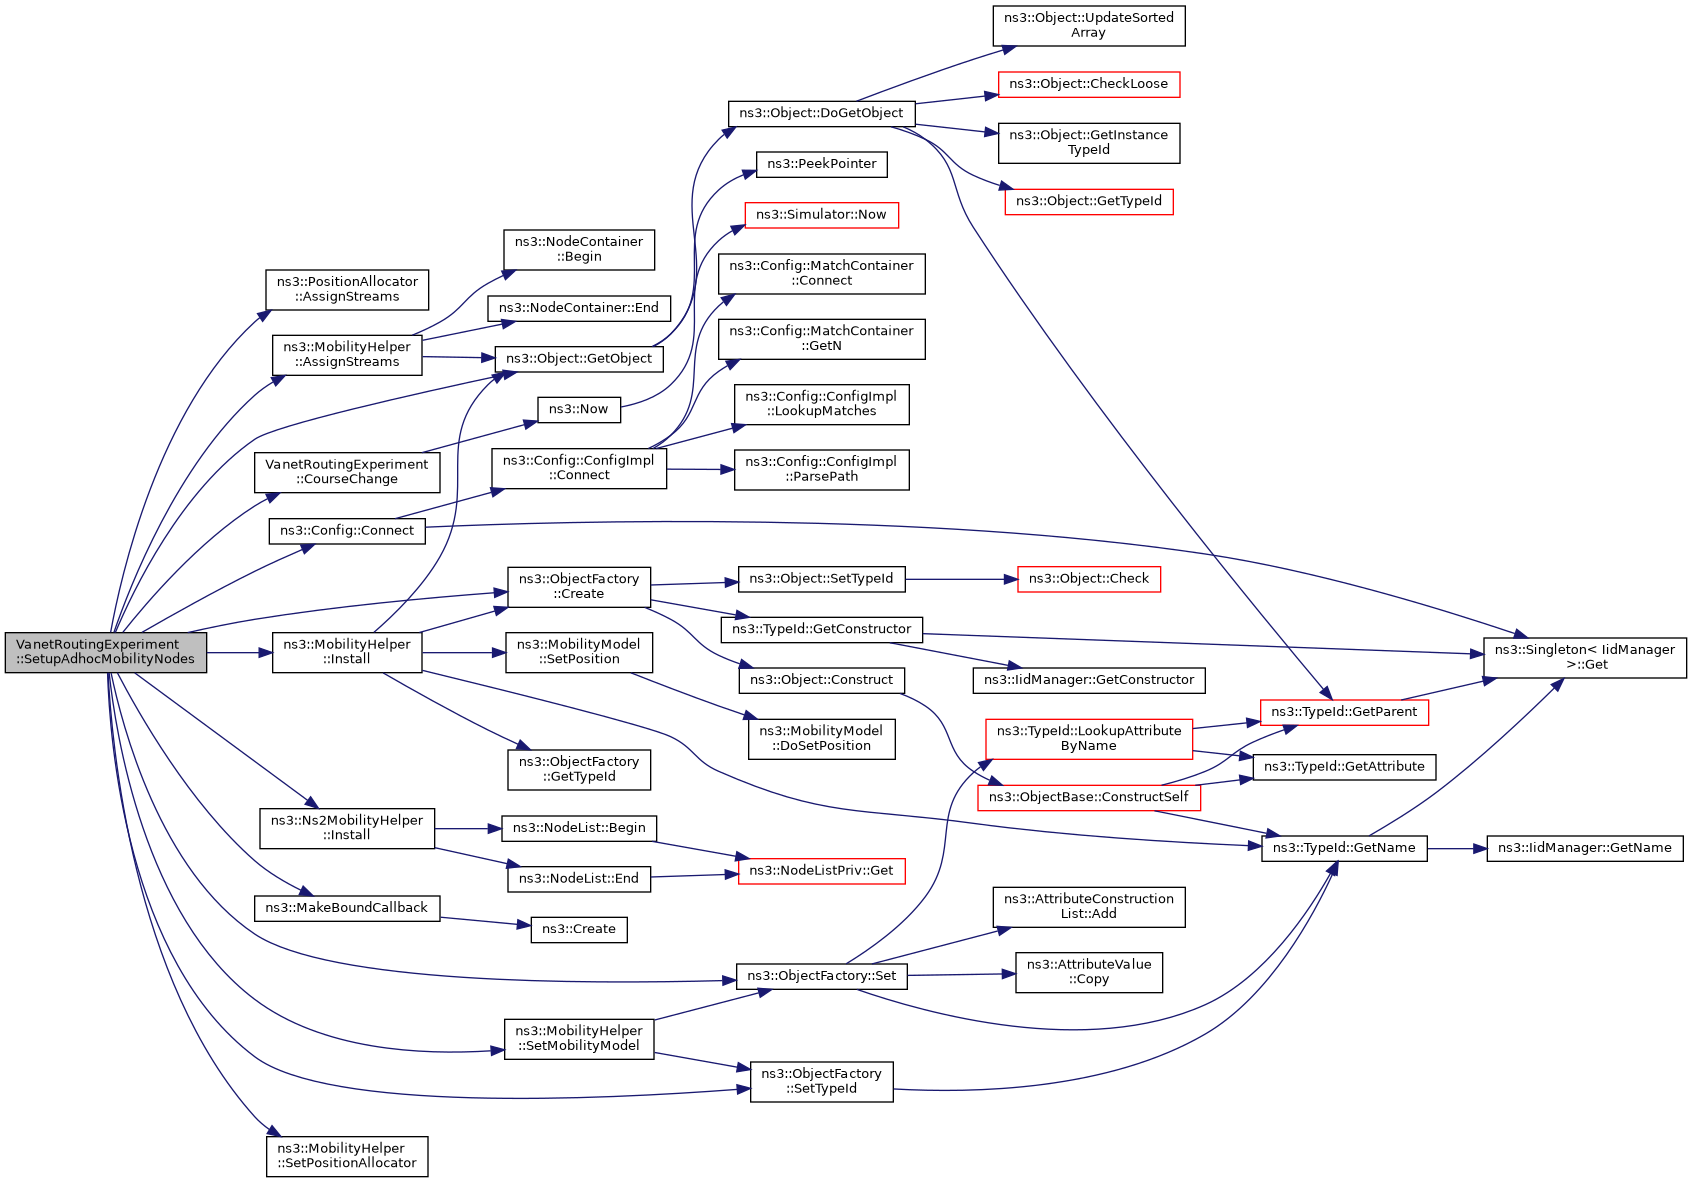 ns3::Object::UpdateSorted
Array
ns3::Object::CheckLoose
ns3::Object::DoGetObject
ns3::Object::GetInstance
TypeId
ns3::PeekPointer
ns3::Object::GetTypeId
ns3::Simulator::Now
ns3::NodeContainer
::Begin
ns3::Config::MatchContainer
::Connect
ns3::PositionAllocator
::AssignStreams
ns3::NodeContainer::End
ns3::Config::MatchContainer
::GetN
ns3::MobilityHelper
::AssignStreams
ns3::Object::GetObject
ns3::Now
ns3::Config::ConfigImpl
::LookupMatches
VanetRoutingExperiment
::CourseChange
ns3::Config::ConfigImpl
::Connect
ns3::Config::ConfigImpl
::ParsePath
ns3::Config::Connect
ns3::ObjectFactory
::Create
ns3::Object::SetTypeId
ns3::Object::Check
ns3::TypeId::GetConstructor
VanetRoutingExperiment
::SetupAdhocMobilityNodes
ns3::MobilityHelper
::Install
ns3::MobilityModel
::SetPosition
ns3::Object::Construct
ns3::IidManager::GetConstructor
ns3::Singleton< IidManager
>::Get
ns3::TypeId::GetParent
ns3::MobilityModel
::DoSetPosition
ns3::TypeId::LookupAttribute
ByName
ns3::ObjectFactory
::GetTypeId
ns3::TypeId::GetAttribute
ns3::ObjectBase::ConstructSelf
ns3::Ns2MobilityHelper
::Install
ns3::NodeList::Begin
ns3::TypeId::GetName
ns3::IidManager::GetName
ns3::NodeList::End
ns3::NodeListPriv::Get
ns3::MakeBoundCallback
ns3::Create
ns3::AttributeConstruction
List::Add
ns3::ObjectFactory::Set
ns3::AttributeValue
::Copy
ns3::MobilityHelper
::SetMobilityModel
ns3::ObjectFactory
::SetTypeId
ns3::MobilityHelper
::SetPositionAllocator